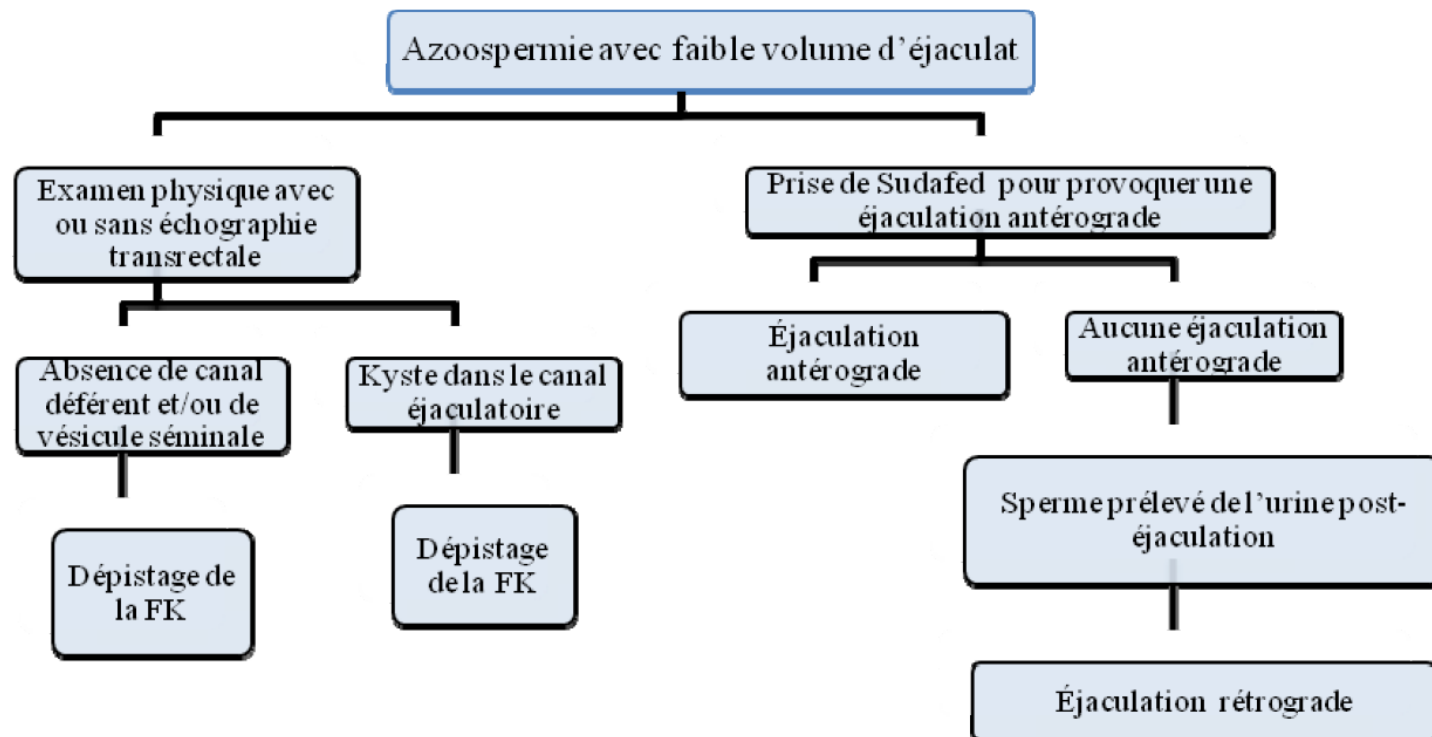 Azoospermie avec faible volume d’éjaculat
Examen physique avec
ou sans échographie
transrectale
Prise de Sudafed pour provoquer une
éjaculation antérograde
Absence de canal
déférent et/ou de
vésicule séminale
Kyste dans le canal
éjaculatoire
Éjaculation
antérograde
Aucune éjaculation
antérograde
Dépistage de
la FK
Dépistage
de la FK
Sperme prélevé de l’urine post-
éjaculation
Éjaculation rétrograde